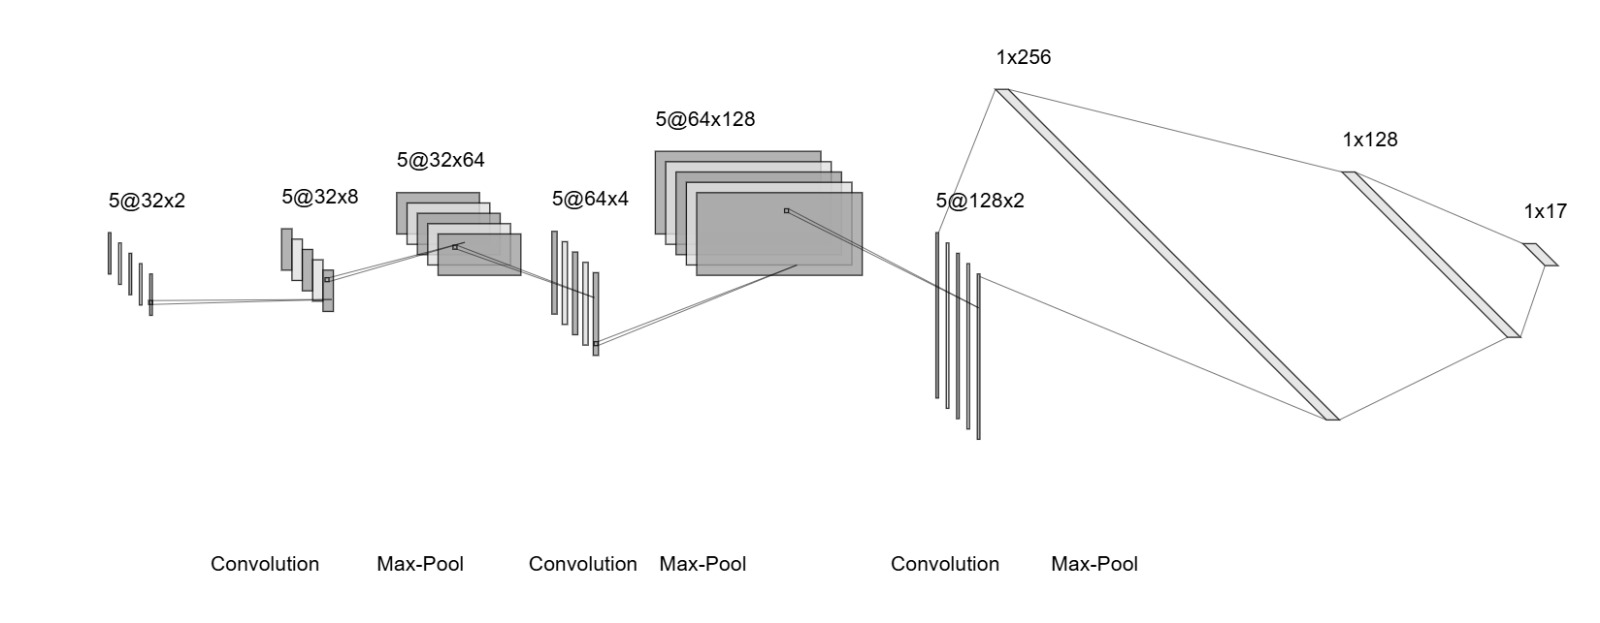 1x256
5@64x128
1x128
5@32x64
5@32x2
5@32x8
5@64x4
5@128x2
1x17
Convolution
Max-Pool
Convolution
Max-Pool
Convolution
Max-Pool